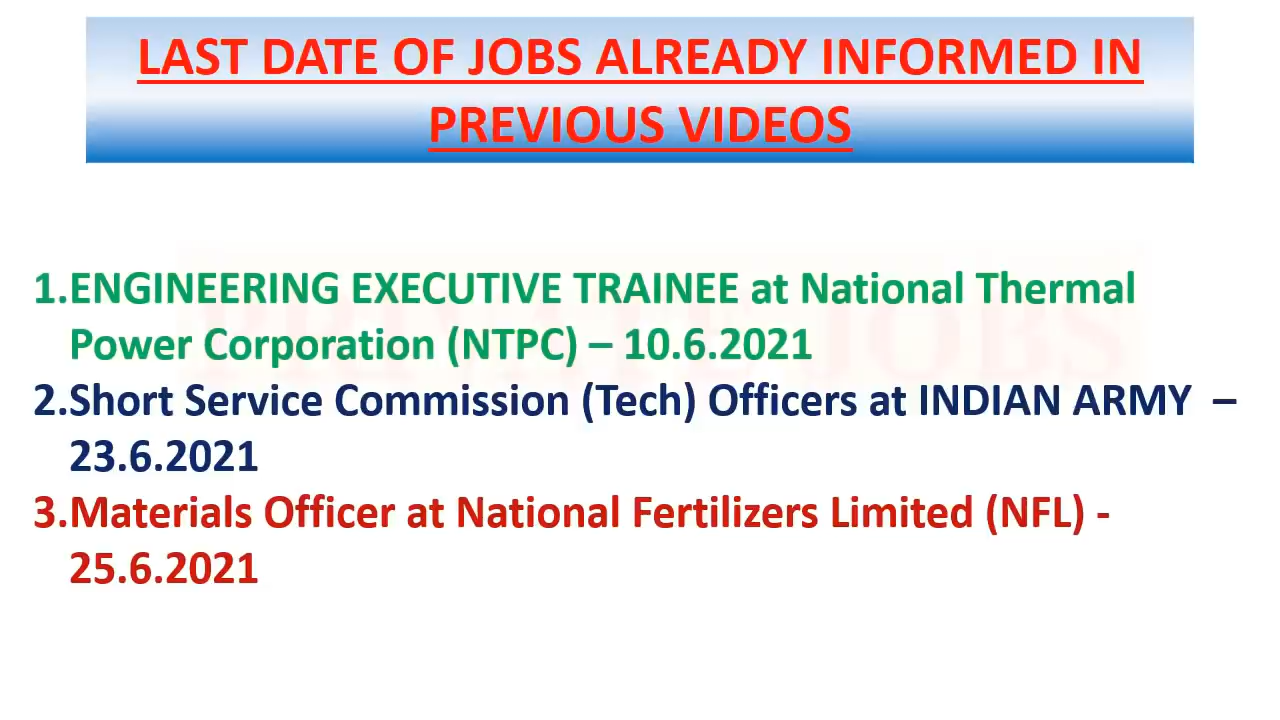 LAST DATE OF JOBS ALREADY INFORMED IN
PREVIOUS VIDEOS
PRIVATE JOBS
1.ENGINEERING EXECUTIVE TRAINEE at National Thermal
Power Corporation (NTPC) – 10.6.2021
2.Short Service Commission (Tech) Officers at INDIAN ARMY –
23.6.2021
3.Materials Officer at National Fertilizers Limited (NFL) -
25.6.2021